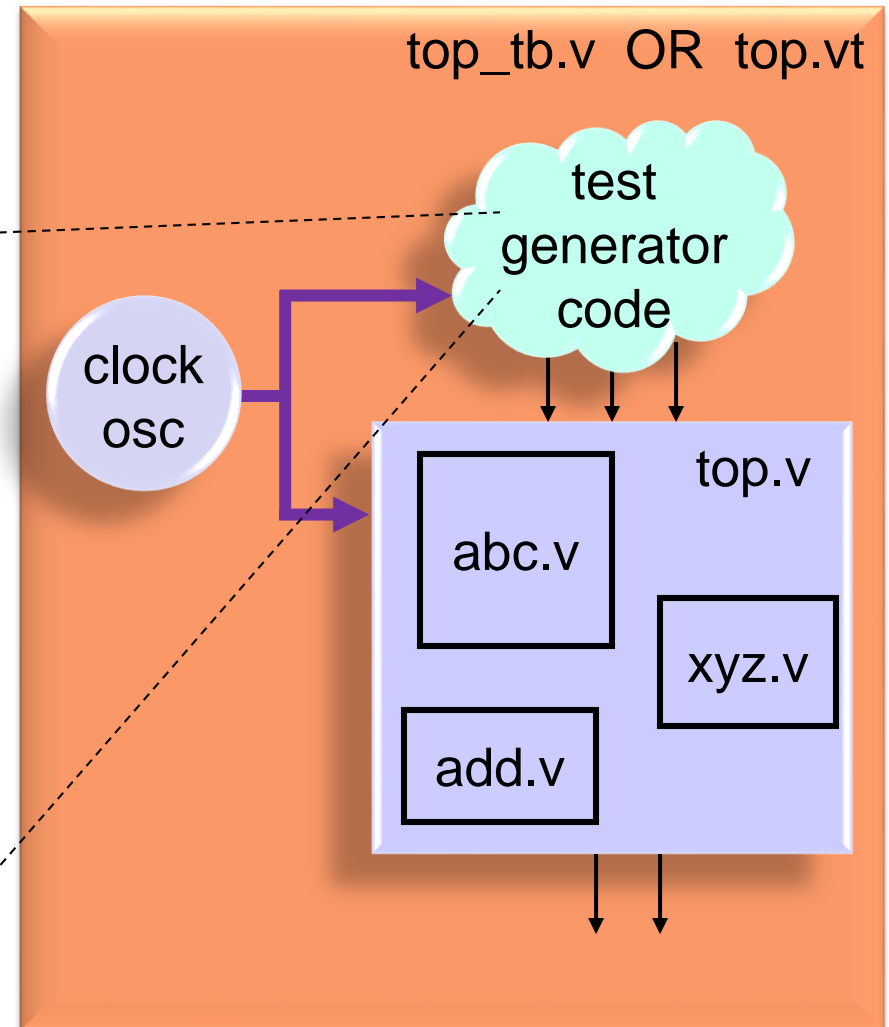 top_tb.v OR top.vt
test
generator
code
clock
osc
top.v
abc.v
xyz.v
add.v